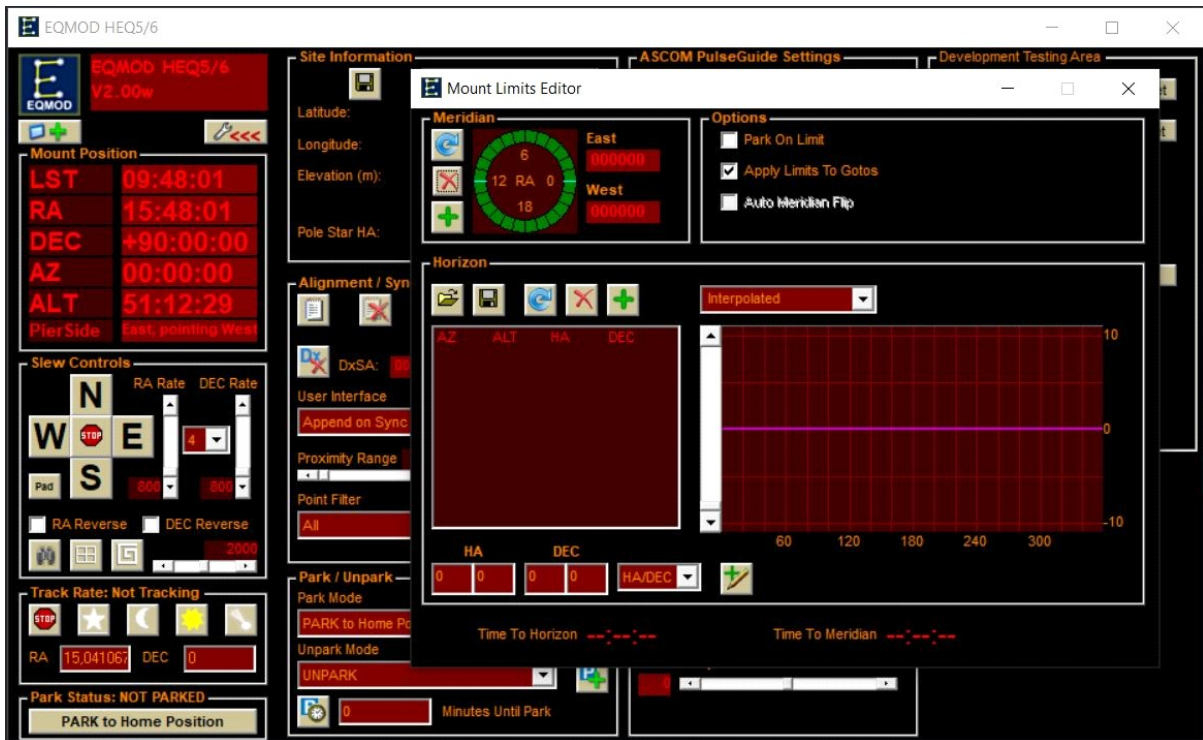 EQMOD HEQ5/6
EQMOD HEQ5/6
V2.00w
EQMOD
<<<
Mount Position
LST 09:48:01
RA 15:48:01
DEC +90:00:00
AZ 00:00:00
ALT 51:12:29
PierSide East, pointing West
Slew Controls
RA Rate DEC Rate
N
W STOP E
S
4
Pad
800 800
RA Reverse DEC Reverse
2000
Track Rate: Not Tracking
STOP
RA 15,041067 DEC 0
Park Status: NOT PARKED
PARK to Home Position
Site Information
Latitude:
Longitude:
Elevation (m):
Pole Star HA:
Alignment / Syn
DxSA:
User Interface
Append on Sync
Proximity Range
Point Filter
All
Park / Unpark
Park Mode
PARK to Home Po
Unpark Mode
UNPARK
0 Minutes Until Park
ASCOM PulseGuide Settings
Development Testing Area
Mount Limits Editor
Meridian
6
12 RA 0
18
East
000000
West
000000
Options
Park On Limit
Apply Limits To Gotos
Auto Meridian Flip
Horizon
Interpolated
AZ ALT HA DEC
10
0
-10
60 120 180 240 300
HA DEC
0 0 0 0 HA/DEC
Time To Horizon --:--:-- Time To Meridian --:--:--
0